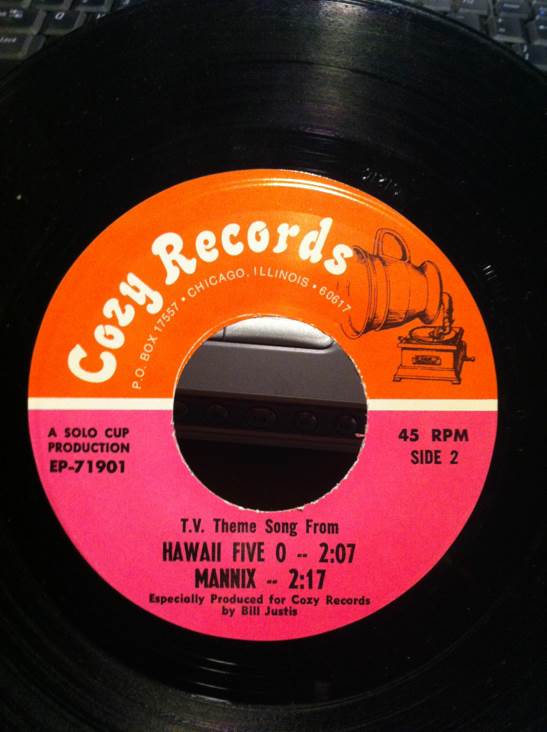 Cozy Records
P.O. BOX 17557 • CHICAGO, ILLINOIS • 60617
A SOLO CUP
PRODUCTION
EP-71901
45 RPM
SIDE 2
T.V. Theme Song From
HAWAII FIVE O -- 2:07
MANNIX -- 2:17
Especially Produced for Cozy Records
by Bill Justis